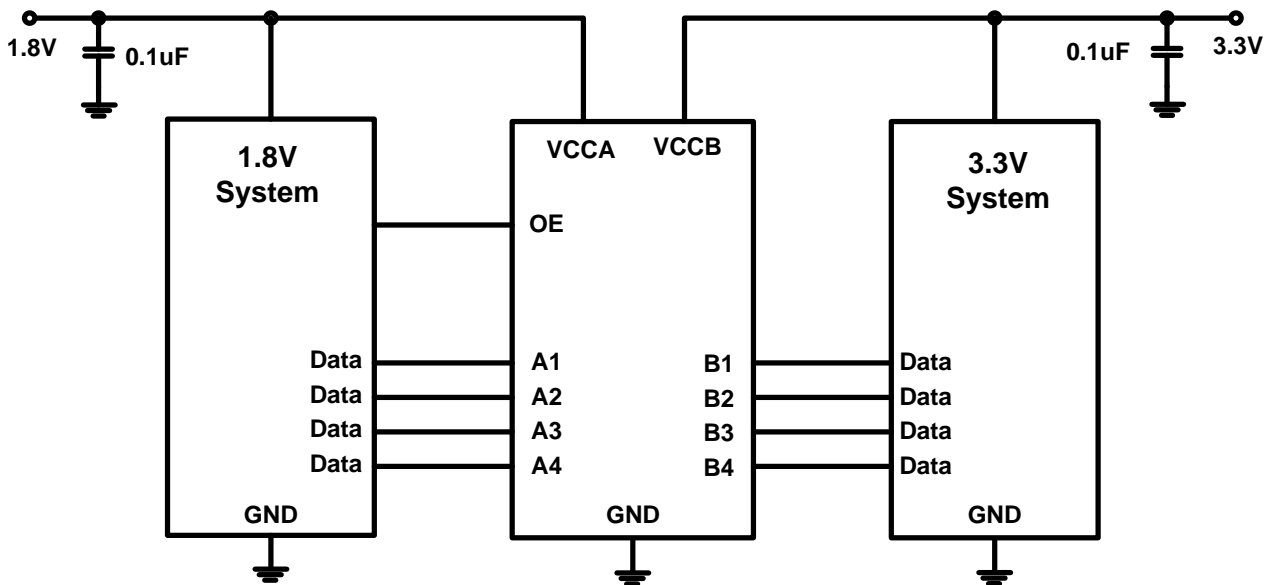 1.8V
0.1uF
0.1uF
3.3V
1.8V
System
VCCA
VCCB
3.3V
System
OE
Data
A1
B1
Data
Data
A2
B2
Data
Data
A3
B3
Data
Data
A4
B4
Data
GND
GND
GND